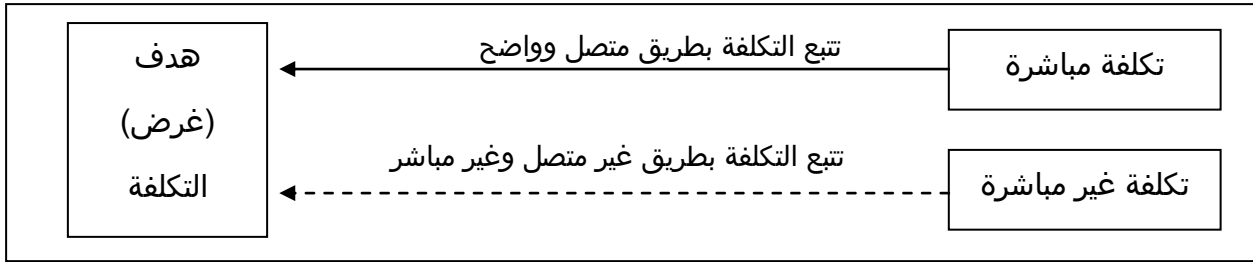 تكلفة مباشرة
تتبع التكلفة بطريق متصل وواضح
هدف
(غرض)
التكلفة
تكلفة غير مباشرة
تتبع التكلفة بطريق غير متصل وغير مباشر